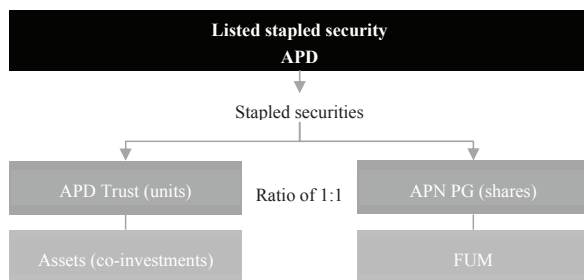 Listed stapled security
APD
Stapled securities
APD Trust (units)
Ratio of 1:1
APN PG (shares)
Assets (co-investments)
FUM